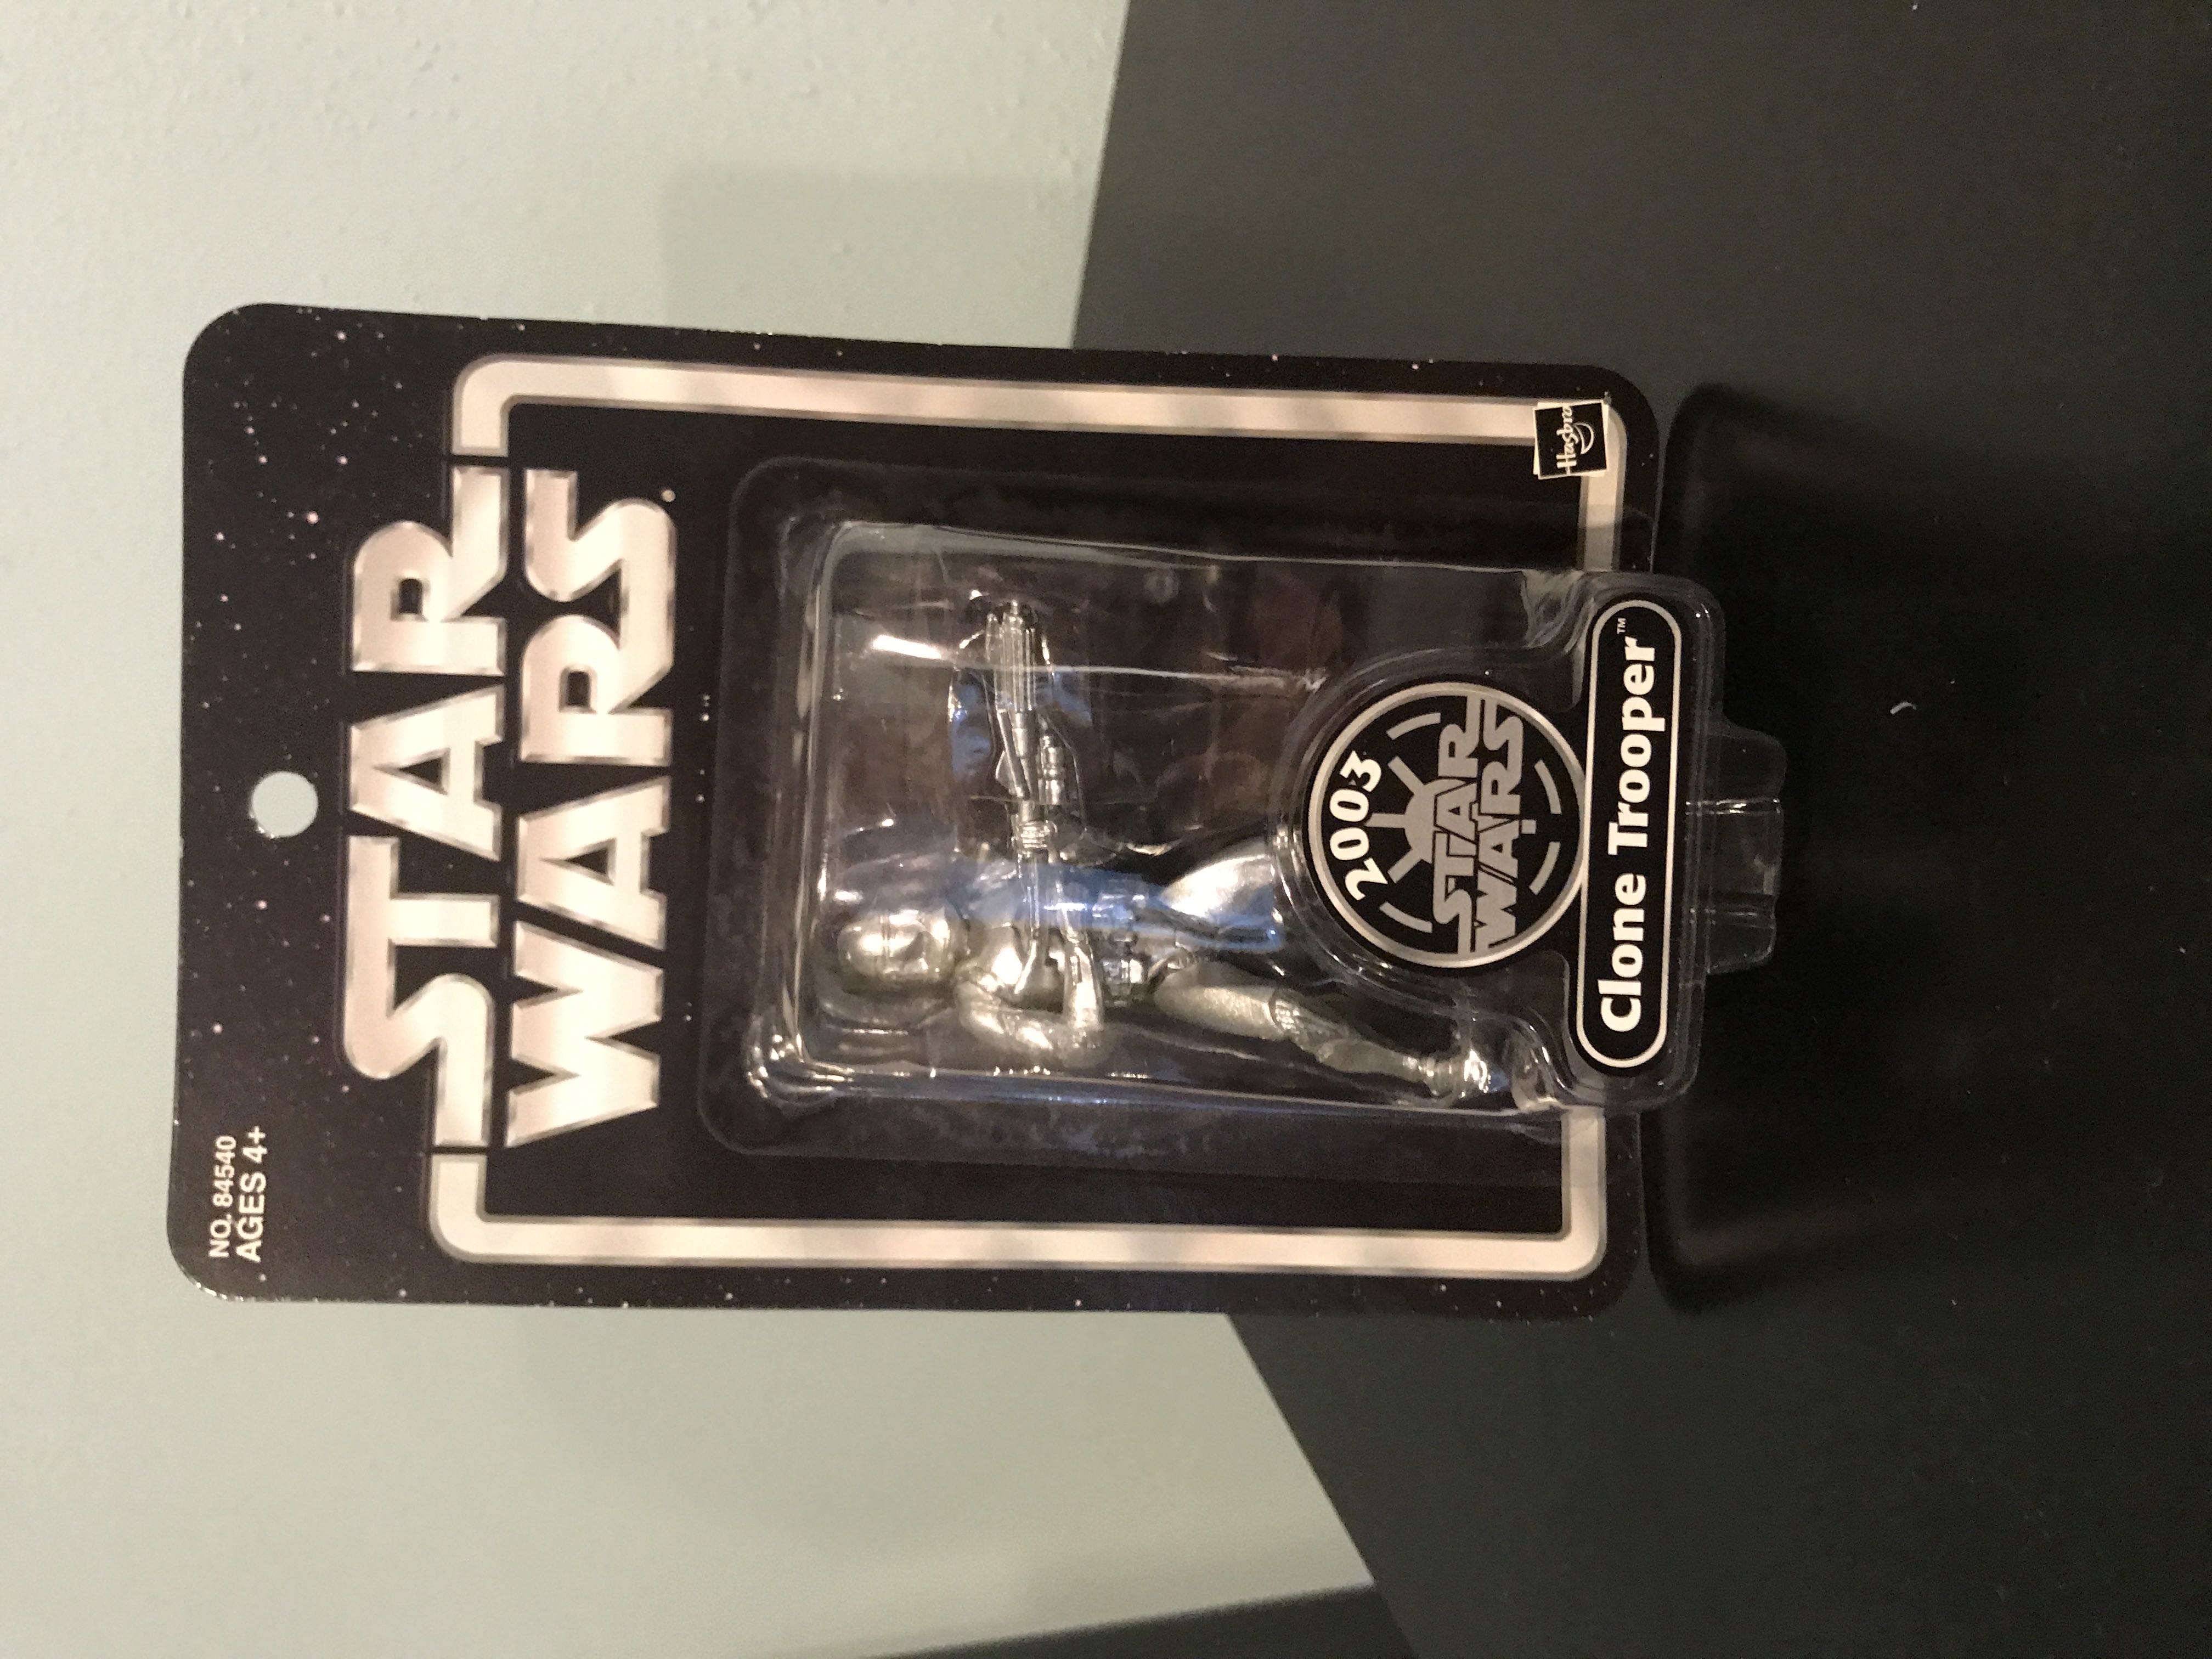 NO. 84540
AGES 4+
STAR
WARS
2003
STAR
WARS
Clone Trooper™
Hasbro